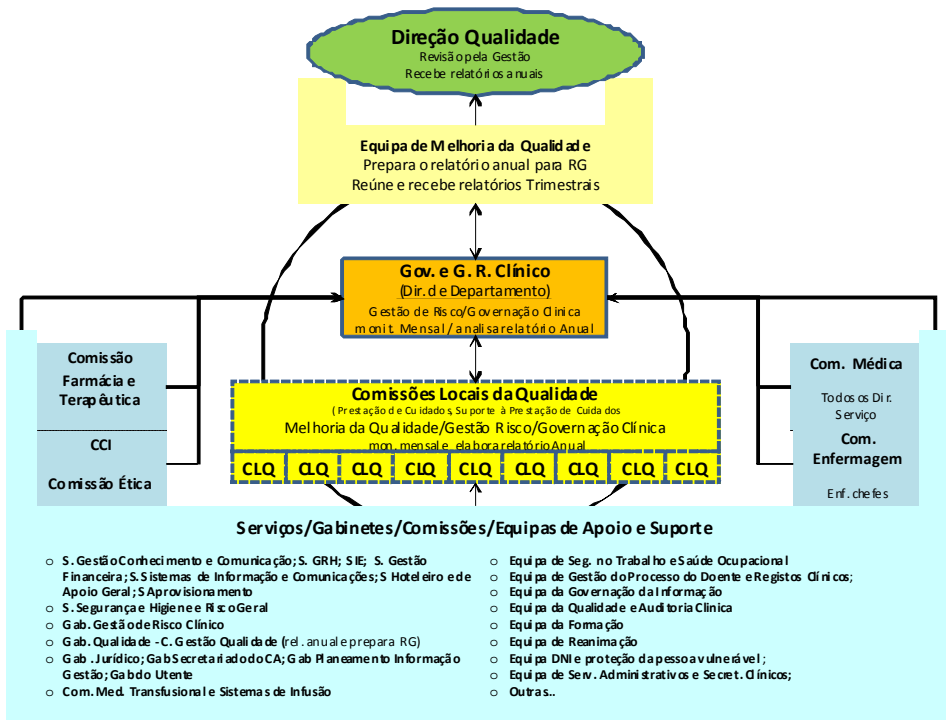 Direção Qualidade
Revisão pela Gestão
Recebe relatórios anuais
Equipa de Melhoria da Qualidade
Prepara o relatório anual para RG
Reúne e recebe relatórios Trimestrais
Gov. e G. R. Clínico
(Dir. de Departamento)
Gestão de Risco/Governação Clinica
monit. Mensal / analisa relatório Anual
Comissão
Farmácia e
Terapêutica
CCI
Comissão Ética
Com. Médica
Todos os Dir.
Serviço
Com.
Enfermagem
Enf. chefes
Comissões Locais da Qualidade
( Prestação de Cuidados, Suporte à Prestação de Cuidados
Melhoria da Qualidade/Gestão Risco/Governação Clínica
mon. mensal e elabora relatório Anual
CLQ CLQ CLQ CLQ CLQ CLQ CLQ CLQ CLQ
Serviços/Gabinetes/Comissões/Equipas de Apoio e Suporte
o S. Gestão Conhecimento e Comunicação; S. GRH; SIE; S. Gestão
Financeira; S. Sistemas de Informação e Comunicações; S Hoteleiro e de
Apoio Geral; S Aprovisionamento
o S. Segurança e Higiene e Risco Geral
o Gab. Gestão de Risco Clínico
o Gab. Qualidade - C. Gestão Qualidade (rel. anual e prepara RG)
o Gab. Jurídico; Gab Secretariado do CA; Gab Planeamento Informação
Gestão; Gab do Utente
o Com. Med. Transfusional e Sistemas de Infusão
o Equipa de Seg. no Trabalho e Saúde Ocupacional
o Equipa de Gestão do Processo do Doente e Registos Clínicos;
o Equipa da Governação da Informação
o Equipa da Qualidade e Auditoria Clinica
o Equipa da Formação
o Equipa de Reanimação
o Equipa DNI e proteção da pessoa vulnerável ;
o Equipa de Serv. Administrativos e Secret. Clínicos;
o Outras...